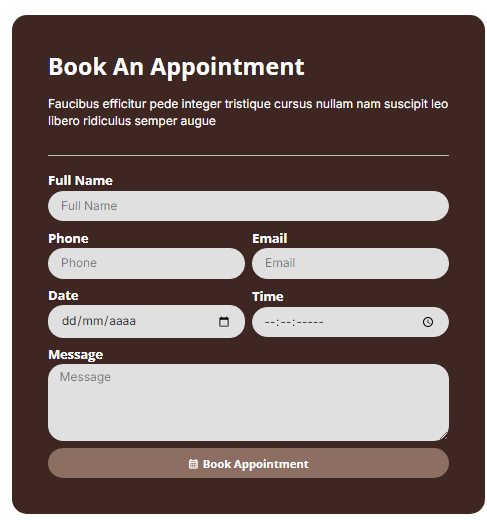 Book An Appointment
Faucibus efficitur pede integer tristique cursus nullam nam suscipit leo
libero ridiculus semper augue
Full Name
Full Name
Phone
Email
Phone
Email
Date
Time
dd/mm/aaaa
--:--:-----
Message
Message
Book Appointment